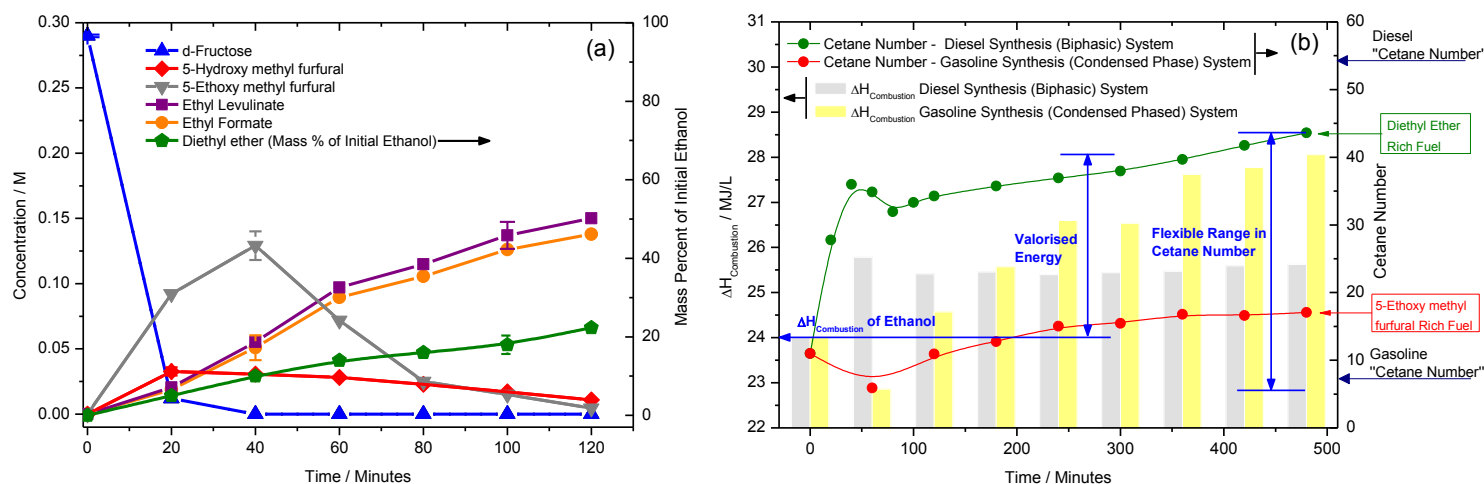 (a)
d-Fructose
5-Hydroxy methyl furfural
5-Ethoxy methyl furfural
Ethyl Levulinate
Ethyl Formate
Diethyl ether (Mass % of Initial Ethanol)
Concentration / M
0.30
0.25
0.20
0.15
0.10
0.05
0.00
0
20
40
60
80
100
120
Time / Minutes
100
80
60
40
20
0
Mass Percent of Initial Ethanol
(b)
Cetane Number - Diesel Synthesis (Biphasic) System
Cetane Number - Gasoline Synthesis (Condensed Phase) System
ΔHCombustion Diesel Synthesis (Biphasic) System
ΔHCombustion Gasoline Synthesis (Condensed Phased) System
ΔHCombustion / MJ/L
31
30
29
28
27
26
25
24
23
22
Valorised
Energy
Flexible Range in
Cetane Number
ΔHCombustion of Ethanol
0
100
200
300
400
500
Time / Minutes
60
50
40
30
20
10
0
Cetane Number
Diesel
"Cetane Number"
Diethyl Ether
Rich Fuel
5-Ethoxy methyl
furfural Rich Fuel
Gasoline
"Cetane Number"